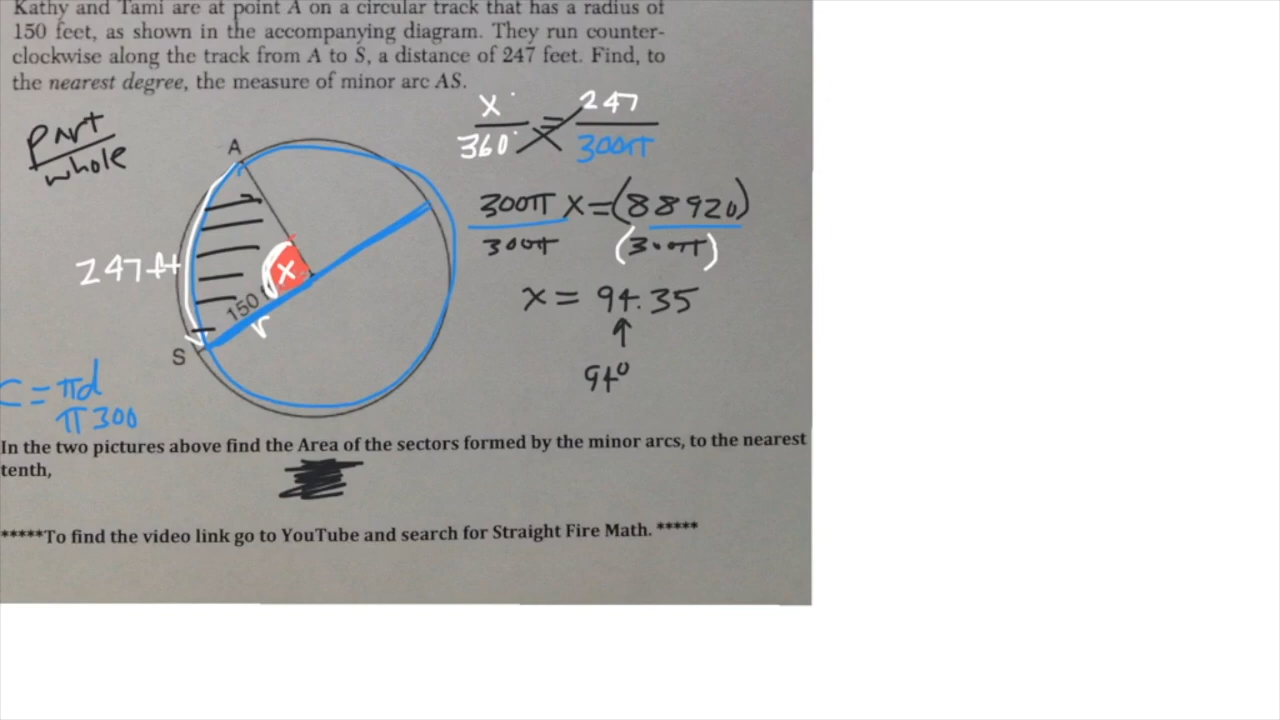 Kathy and Tami are at point A on a circular track that has a radius of
150 feet, as shown in the accompanying diagram. They run counter-
clockwise along the track from A to S, a distance of 247 feet. Find, to
the nearest degree, the measure of minor arc AS.
Part
whole
x° = 247
360° 300π
300π x = (88920)
300π (300π)
x = 94.35
94°
A
247 ft
x
150 f
r
S
C = πd
π300
In the two pictures above find the Area of the sectors formed by the minor arcs, to the nearest
tenth,
*****To find the video link go to YouTube and search for Straight Fire Math. *****